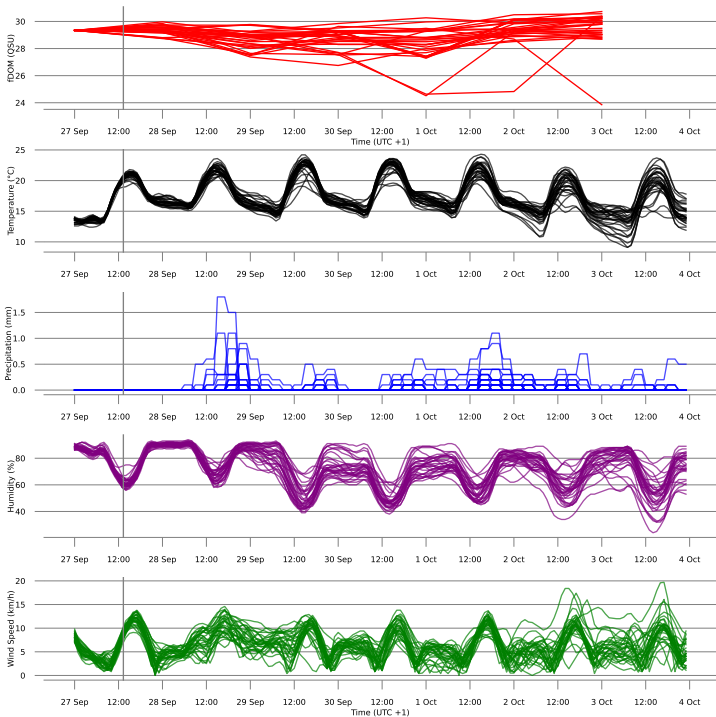 30
28
26
24
fDOM (QSU)
27 Sep 12:00 28 Sep 12:00 29 Sep 12:00 30 Sep 12:00 1 Oct 12:00 2 Oct 12:00 3 Oct 12:00 4 Oct
Time (UTC +1)
25
20
15
10
Temperature (°C)
27 Sep 12:00 28 Sep 12:00 29 Sep 12:00 30 Sep 12:00 1 Oct 12:00 2 Oct 12:00 3 Oct 12:00 4 Oct
1.5
1.0
0.5
0.0
Precipitation (mm)
27 Sep 12:00 28 Sep 12:00 29 Sep 12:00 30 Sep 12:00 1 Oct 12:00 2 Oct 12:00 3 Oct 12:00 4 Oct
80
60
40
Humidity (%)
27 Sep 12:00 28 Sep 12:00 29 Sep 12:00 30 Sep 12:00 1 Oct 12:00 2 Oct 12:00 3 Oct 12:00 4 Oct
20
15
10
5
0
Wind Speed (km/h)
27 Sep 12:00 28 Sep 12:00 29 Sep 12:00 30 Sep 12:00 1 Oct 12:00 2 Oct 12:00 3 Oct 12:00 4 Oct
Time (UTC +1)